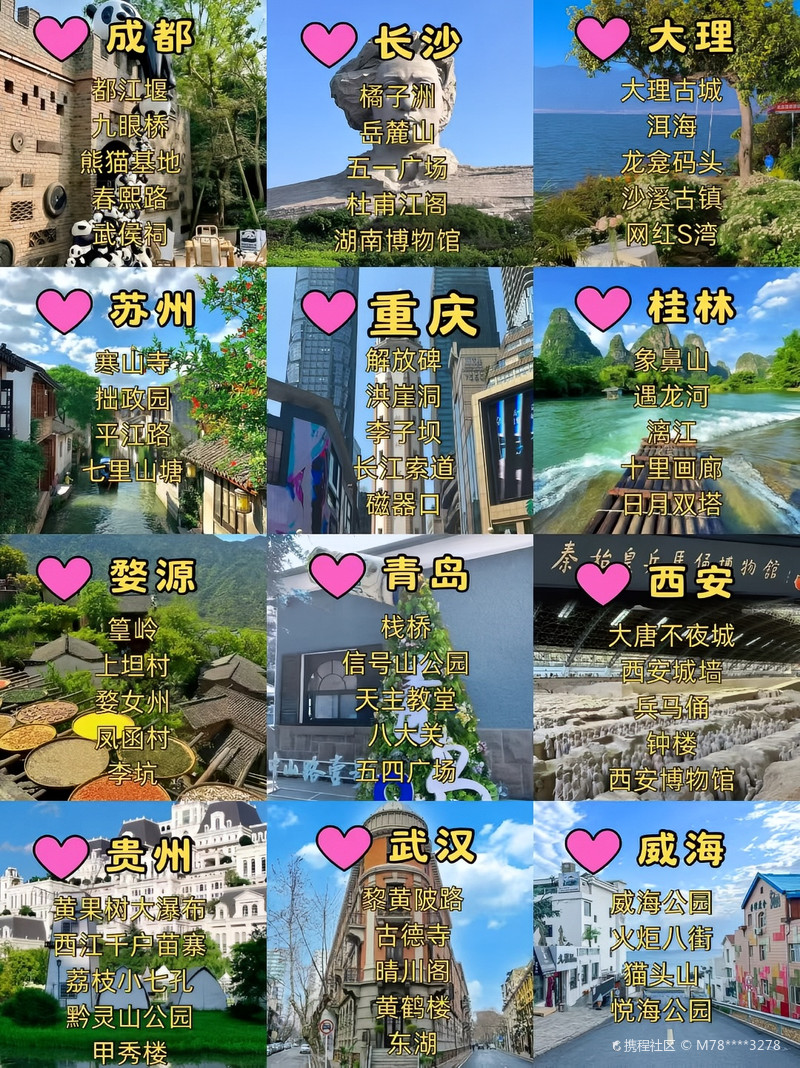 成都
都江堰
九眼桥
熊猫基地
春熙路
武侯祠
长沙
橘子洲
岳麓山
五一广场
杜甫江阁
湖南博物馆
大理
大理古城
洱海
龙龛码头
沙溪古镇
网红S湾
苏州
寒山寺
拙政园
平江路
七里山塘
重庆
解放碑
洪崖洞
李子坝
长江索道
磁器口
桂林
象鼻山
遇龙河
漓江
十里画廊
日月双塔
婺源
篁岭
上坦村
婺女州
凤函村
李坑
青岛
栈桥
信号山公园
天主教堂
八大关
五四广场
中山路壹
西安
秦始皇兵马俑博物馆
大唐不夜城
西安城墙
兵马俑
钟楼
西安博物馆
贵州
黄果树大瀑布
西江千户苗寨
荔枝小七孔
黔灵山公园
甲秀楼
武汉
黎黄陂路
古德寺
晴川阁
黄鹤楼
东湖
威海
威海公园
火炬八街
猫头山
悦海公园
携程社区 © M78****3278